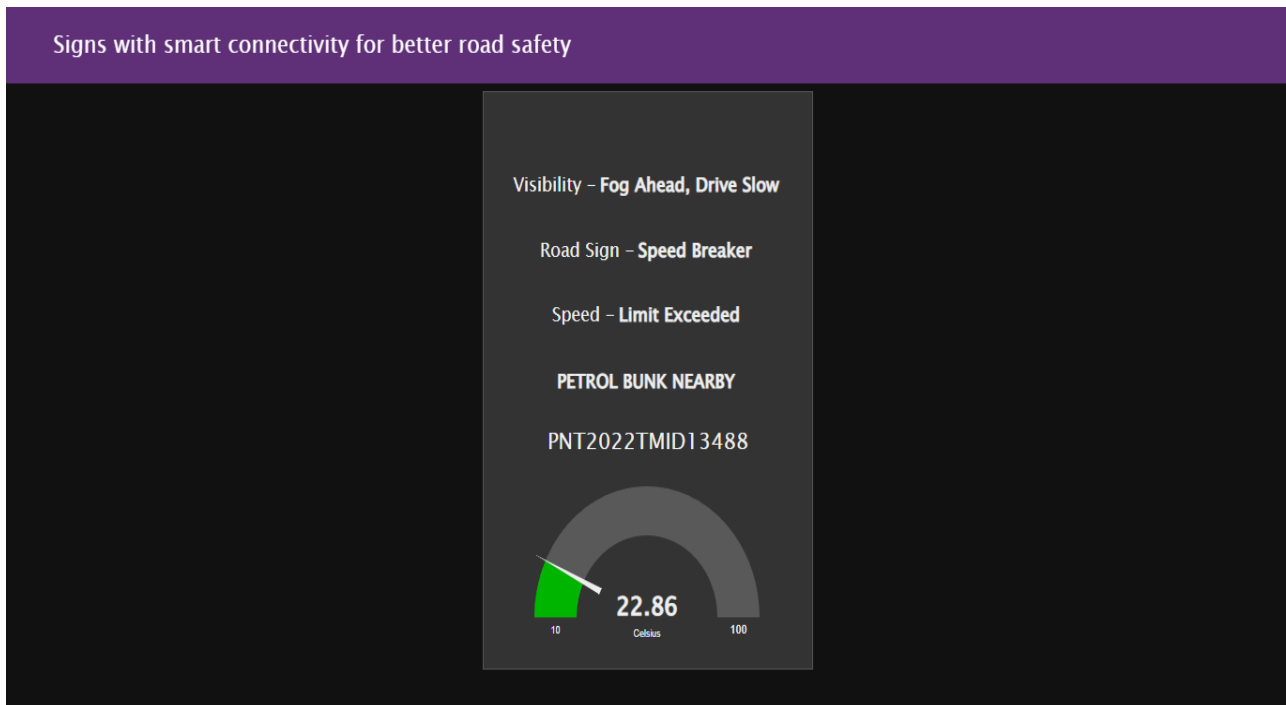 Signs with smart connectivity for better road safety
Visibility – Fog Ahead, Drive Slow
Road Sign – Speed Breaker
Speed – Limit Exceeded
PETROL BUNK NEARBY
PNT2022TMID13488
22.86
Celsius
10
100